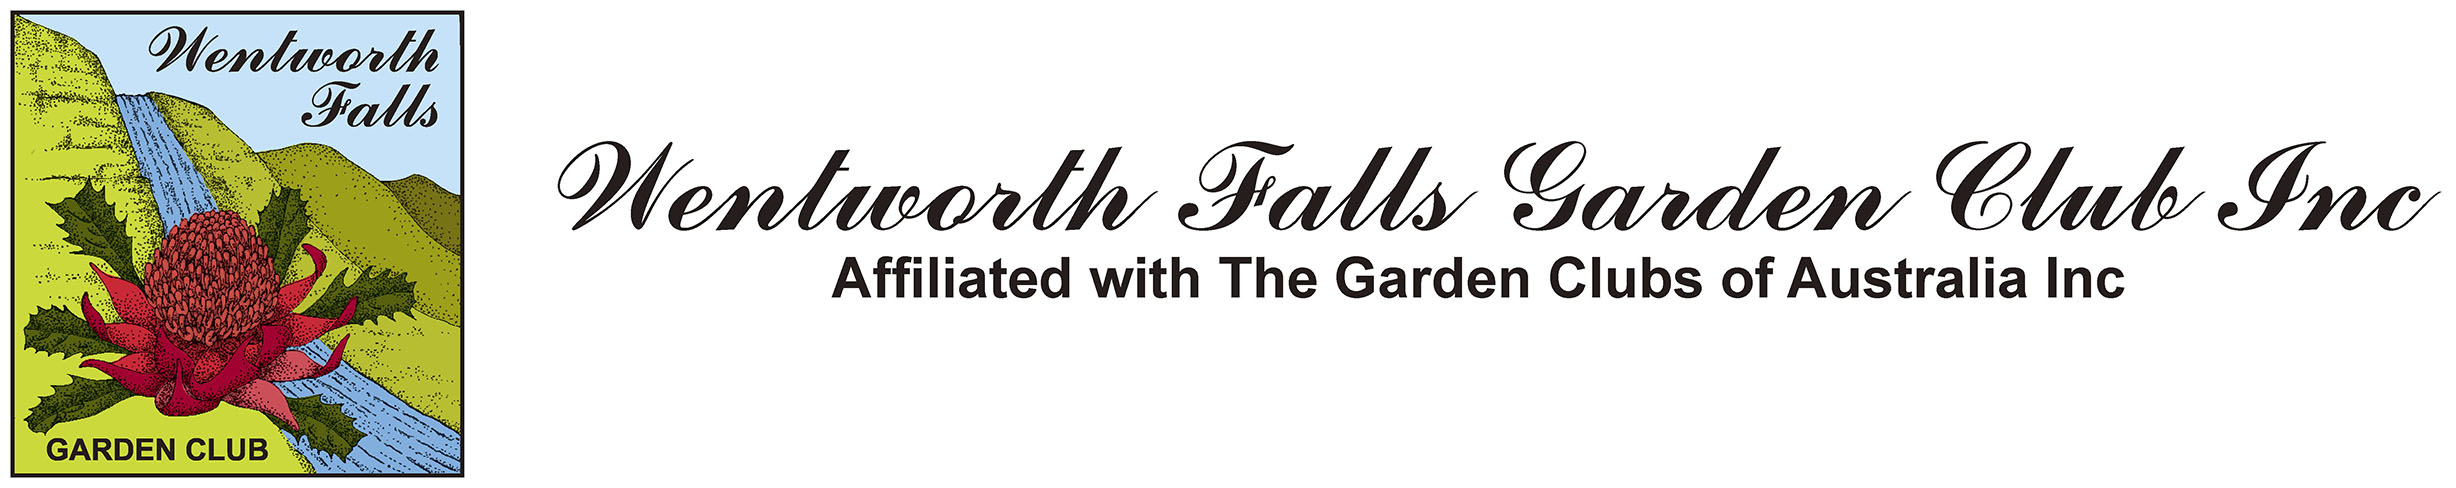 Wentworth
Falls
GARDEN CLUB
Wentworth Falls Garden Club Inc
Affiliated with The Garden Clubs of Australia Inc